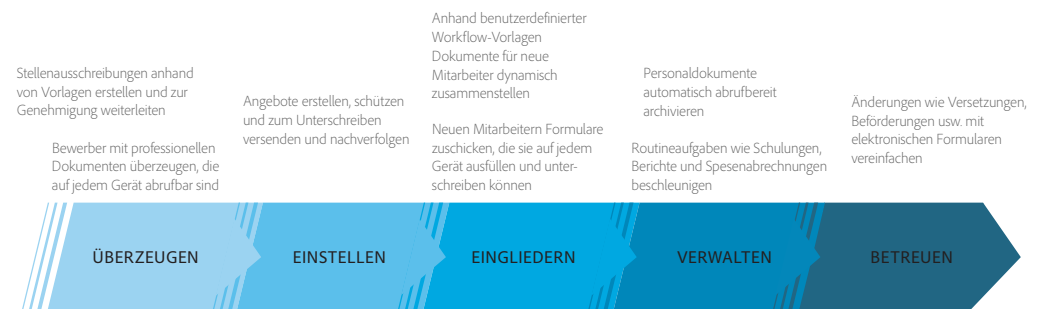 Stellenausschreibungen anhand
von Vorlagen erstellen und zur
Genehmigung weiterleiten
Bewerber mit professionellen
Dokumenten überzeugen, die
auf jedem Gerät abrufbar sind
Angebote erstellen, schützen
und zum Unterschreiben
versenden und nachverfolgen
Anhand benutzerdefinierter
Workflow-Vorlagen
Dokumente für neue
Mitarbeiter dynamisch
zusammenstellen
Neuen Mitarbeitern Formulare
zuschicken, die sie auf jedem
Gerät ausfüllen und unter-
schreiben können
Personaldokumente
automatisch abrufbereit
archivieren
Routineaufgaben wie Schulungen,
Berichte und Spesenabrechnungen
beschleunigen
Änderungen wie Versetzungen,
Beförderungen usw. mit
elektronischen Formularen
vereinfachen
ÜBERZEUGEN
EINSTELLEN
EINGLIEDERN
VERWALTEN
BETREUEN